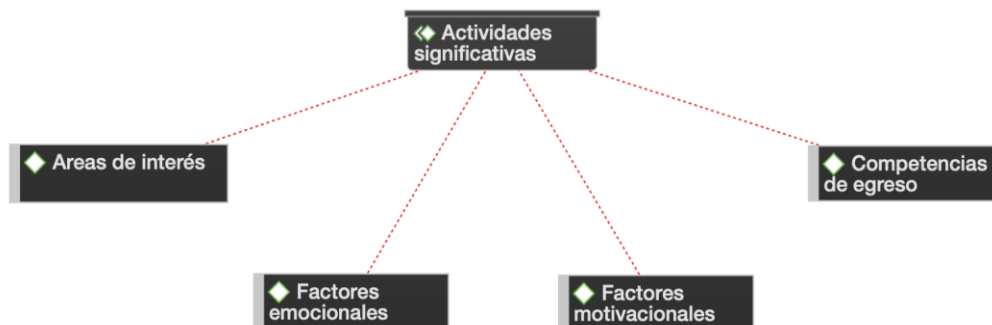 Actividades
significativas
Areas de interés
Competencias
de egreso
Factores
emocionales
Factores
motivacionales